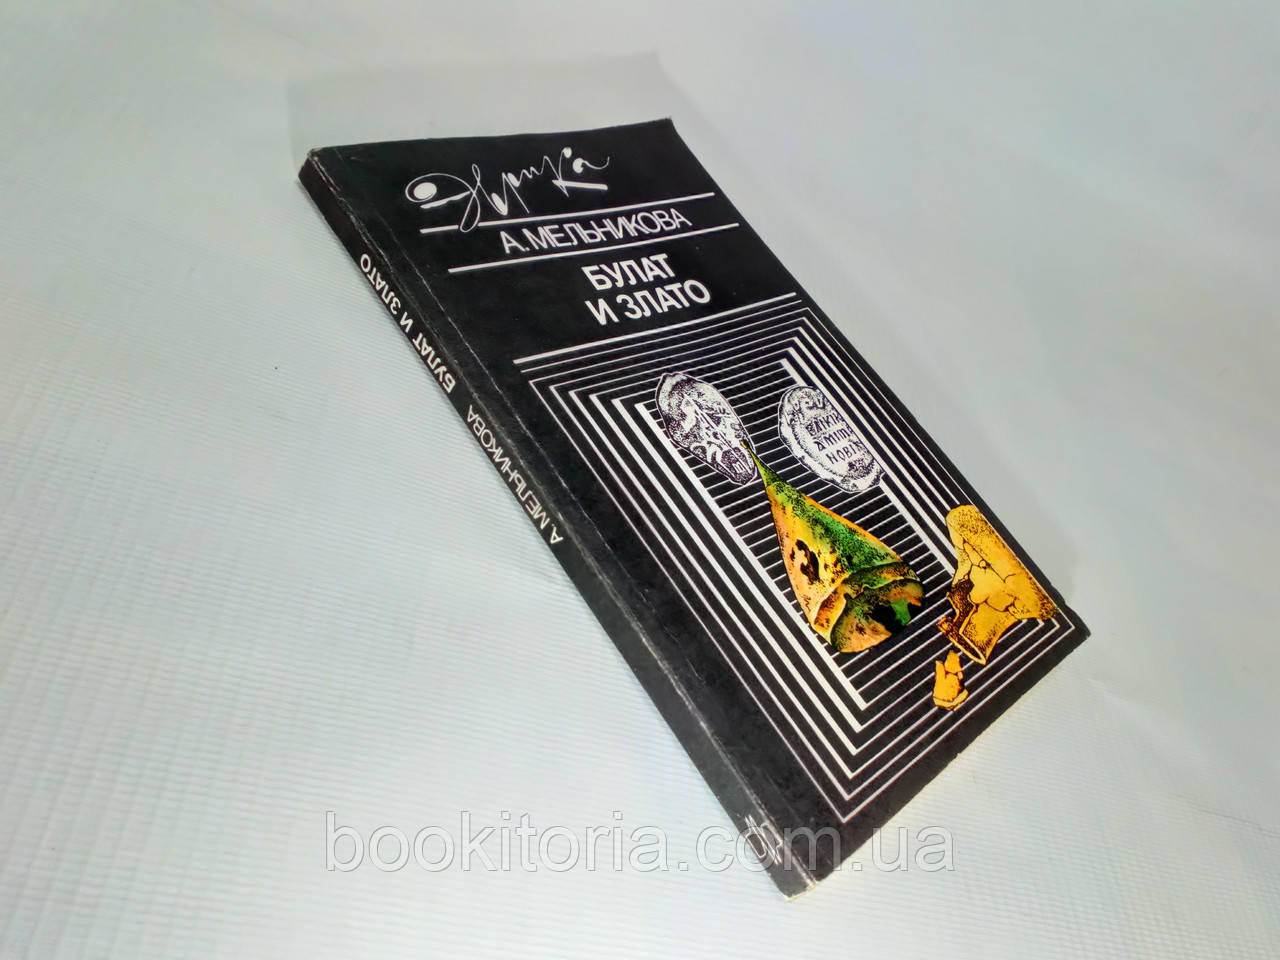 Эврика
А. МЕЛЬНИКОВА
БУЛАТ
И ЗЛАТО
А. МЕЛЬНИКОВА БУЛАТ И ЗЛАТО
bookitoria.com.ua